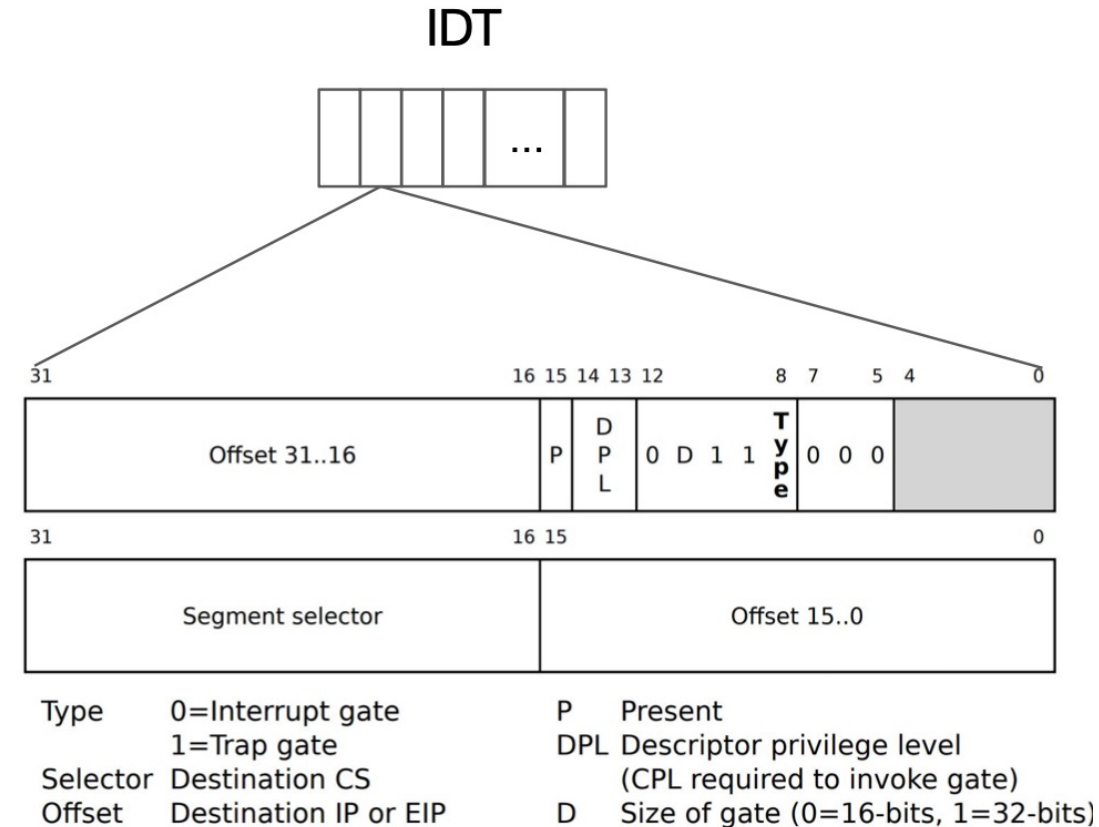 IDT
...
31 16 15 14 13 12 8 7 5 4 0
Offset 31..16 P DPL 0 D 1 1 Type 0 0 0
31 16 15 0
Segment selector Offset 15..0
Type 0=Interrupt gate P Present
1=Trap gate DPL Descriptor privilege level
Selector Destination CS (CPL required to invoke gate)
Offset Destination IP or EIP D Size of gate (0=16-bits, 1=32-bits)